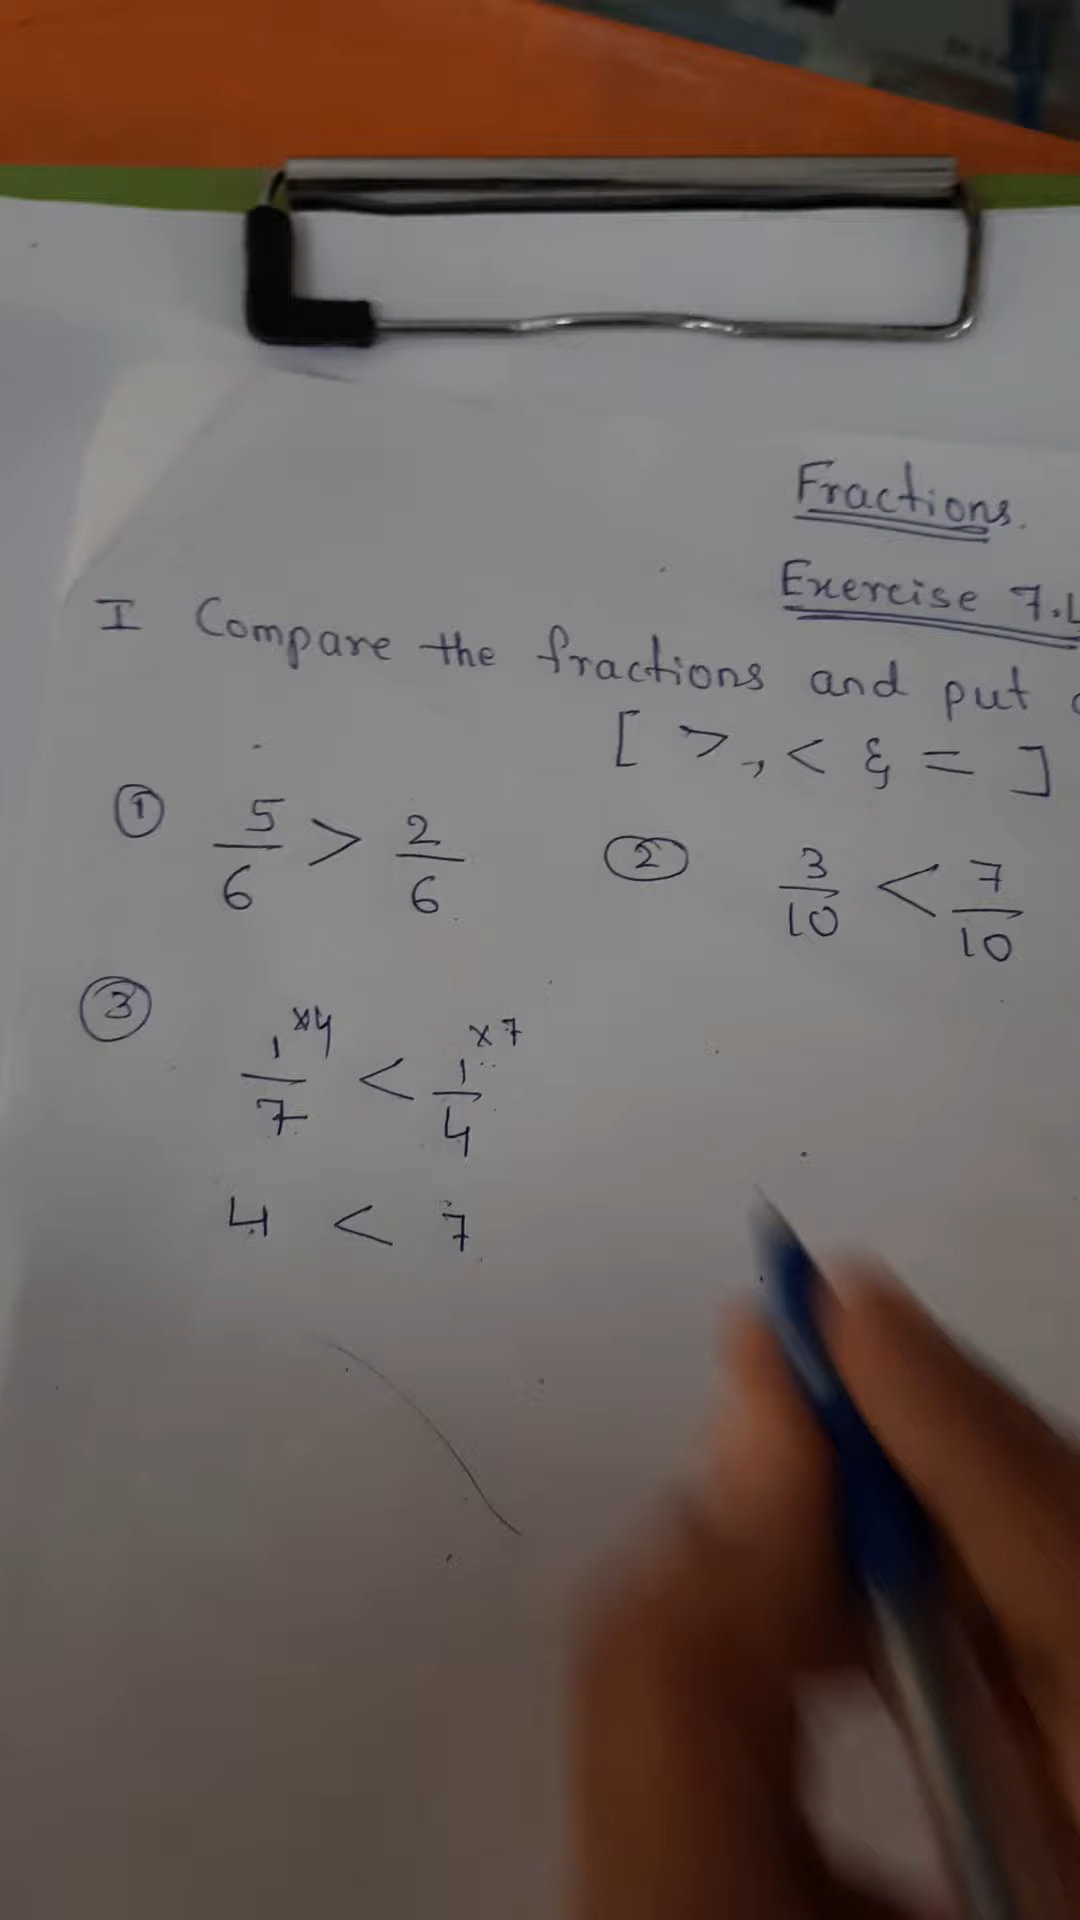 Fractions.
Exercise 7.
I Compare the fractions and put
[ >, < & = ]
① 5/6 > 2/6 ② 3/10 < 7/10
③ 1/7 ×4 < 1/4 ×7
4 < 7